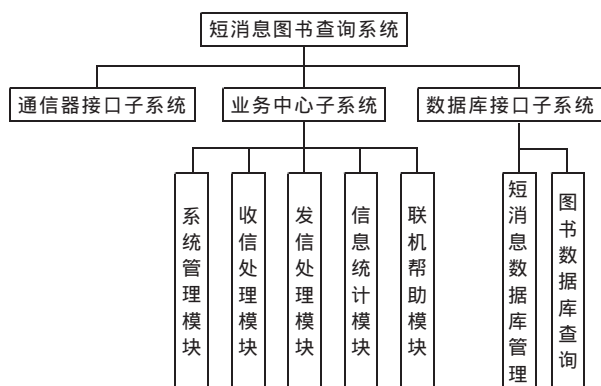 短消息图书查询系统
通信器接口子系统
业务中心子系统
数据库接口子系统
系统管理模块
收信处理模块
发信处理模块
信息统计模块
联机帮助模块
短消息数据库管理
图书数据库查询